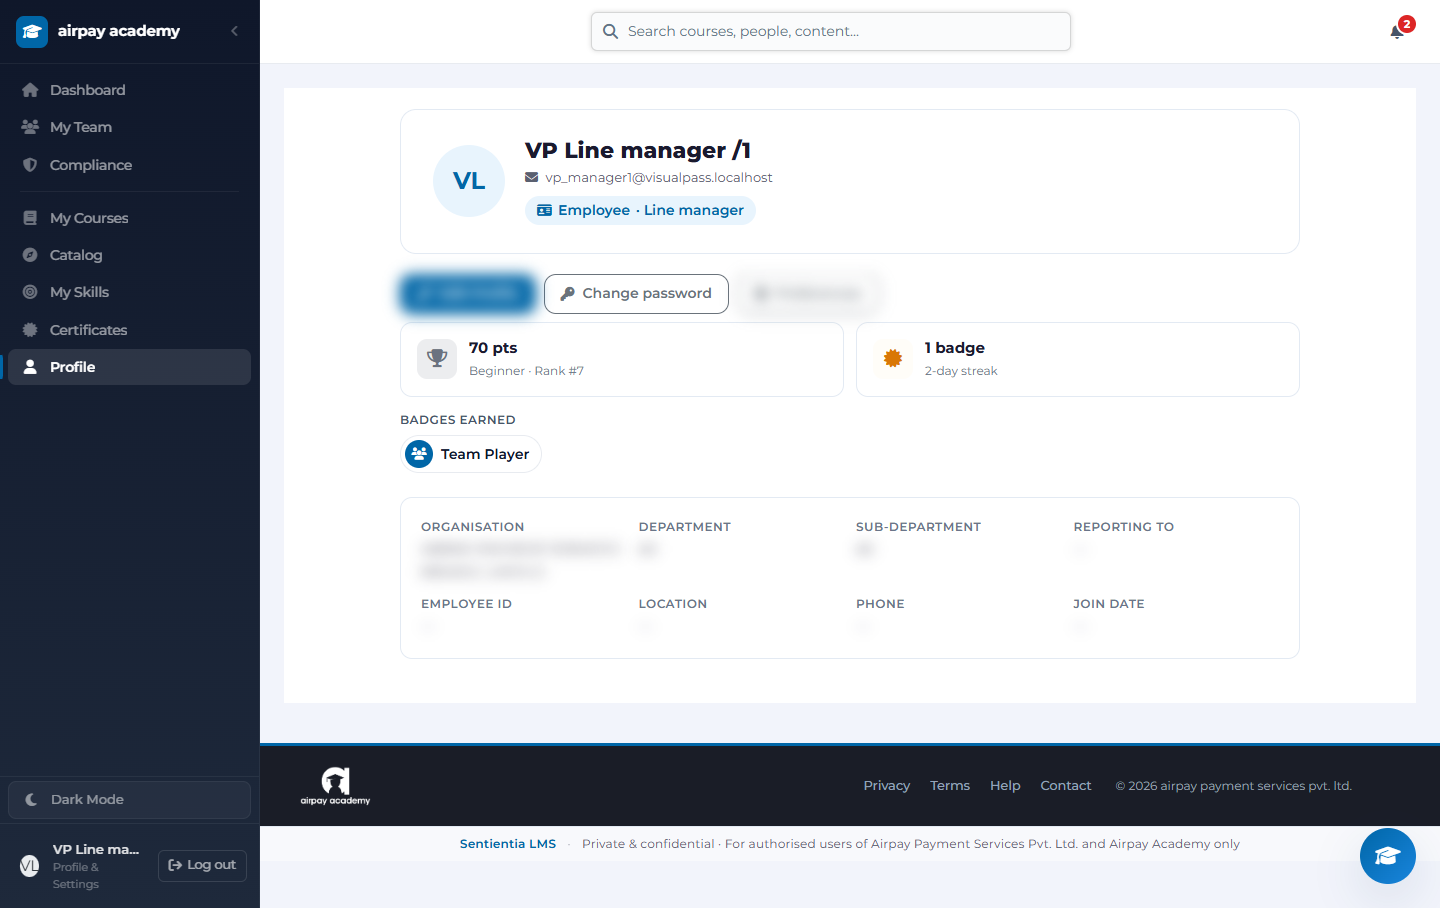 airpay academy
Search courses, people, content...
2
Dashboard
My Team
Compliance
My Courses
Catalog
My Skills
Certificates
Profile
VL
VP Line manager /1
vp_manager1@visualpass.localhost
Employee · Line manager
Change password
70 pts
Beginner · Rank #7
1 badge
2-day streak
BADGES EARNED
Team Player
ORGANISATION
DEPARTMENT
SUB-DEPARTMENT
REPORTING TO
EMPLOYEE ID
LOCATION
PHONE
JOIN DATE
Dark Mode
VL
VP Line ma...
Profile &
Settings
Log out
airpay academy
Privacy
Terms
Help
Contact
© 2026 airpay payment services pvt. ltd.
Sentientia LMS · Private & confidential · For authorised users of Airpay Payment Services Pvt. Ltd. and Airpay Academy only